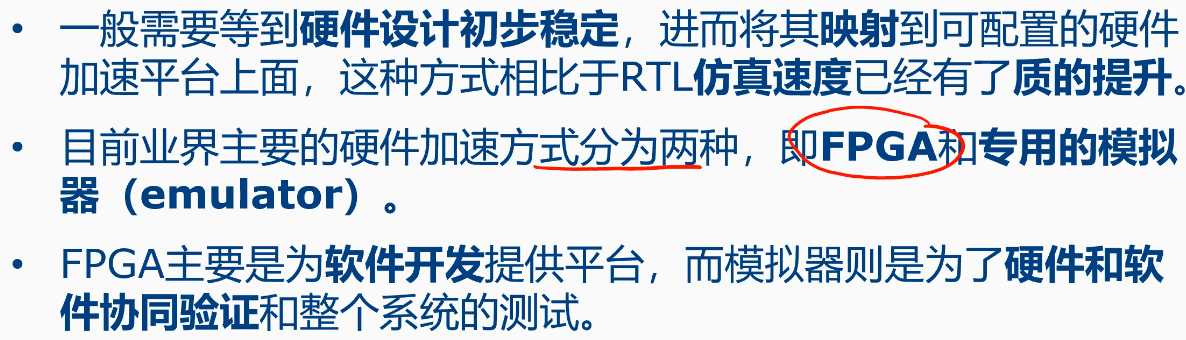 • 一般需要等到硬件设计初步稳定，进而将其映射到可配置的硬件
加速平台上面，这种方式相比于RTL仿真速度已经有了质的提升。
• 目前业界主要的硬件加速方式分为两种，即FPGA和专用的模拟
器（emulator）。
• FPGA主要是为软件开发提供平台，而模拟器则是为了硬件和软
件协同验证和整个系统的测试。